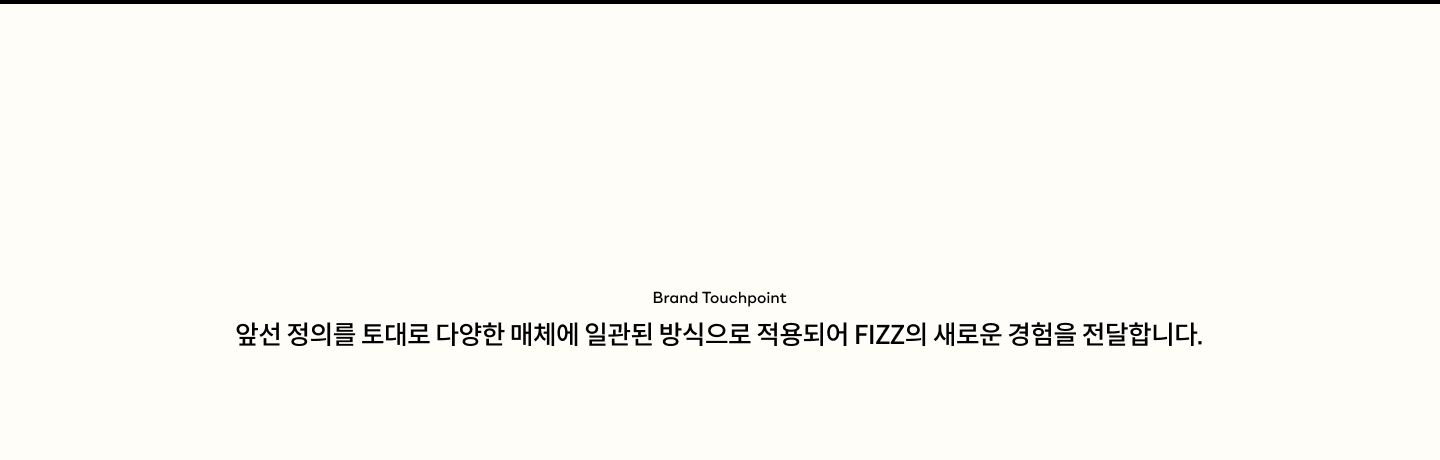 Brand Touchpoint
앞선 정의를 토대로 다양한 매체에 일관된 방식으로 적용되어 FIZZ의 새로운 경험을 전달합니다.